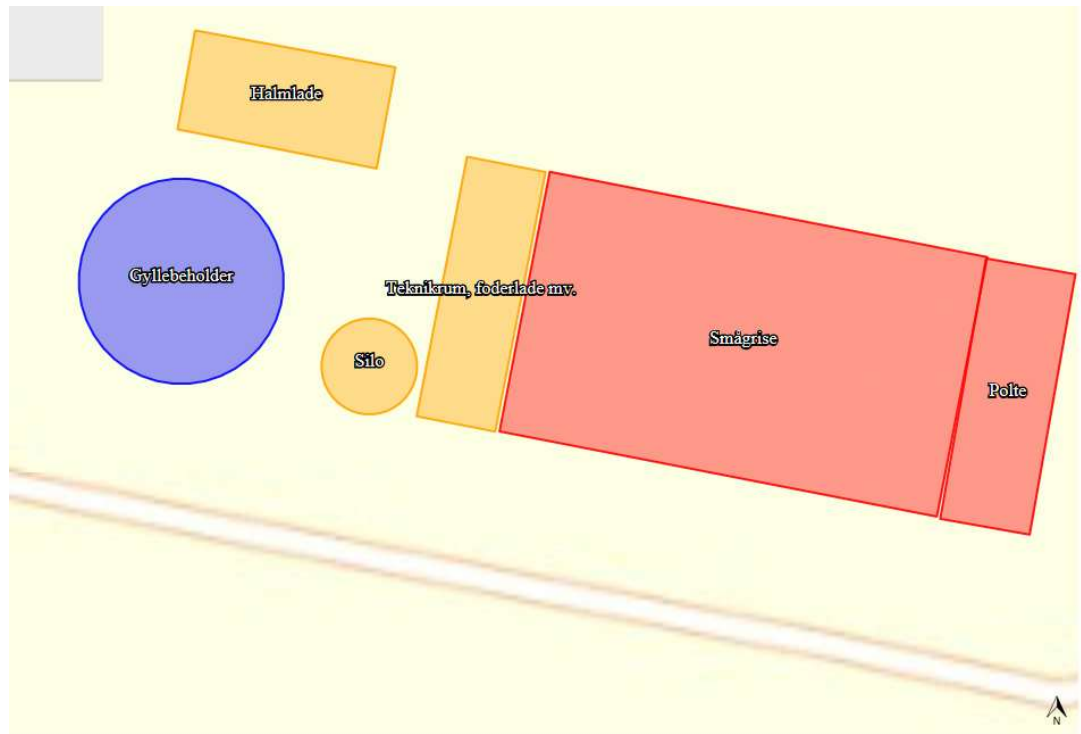 Halmlade
Gyllebeholder
Teknikrum, foderlade mv.
Silo
Smågrise
Polte
N